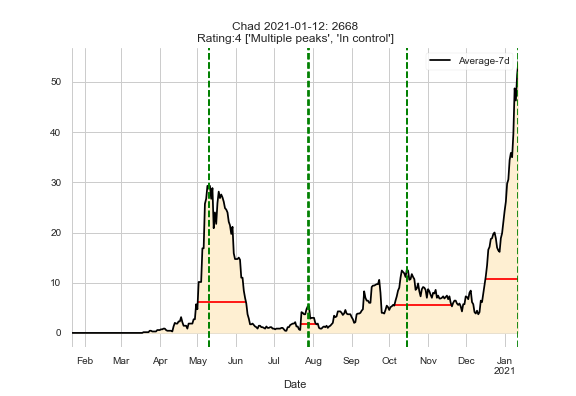 Chad 2021-01-12: 2668
Rating:4 ['Multiple peaks', 'In control']
Average-7d
50
40
30
20
10
0
Feb Mar Apr May Jun Jul Aug Sep Oct Nov Dec Jan
2021
Date